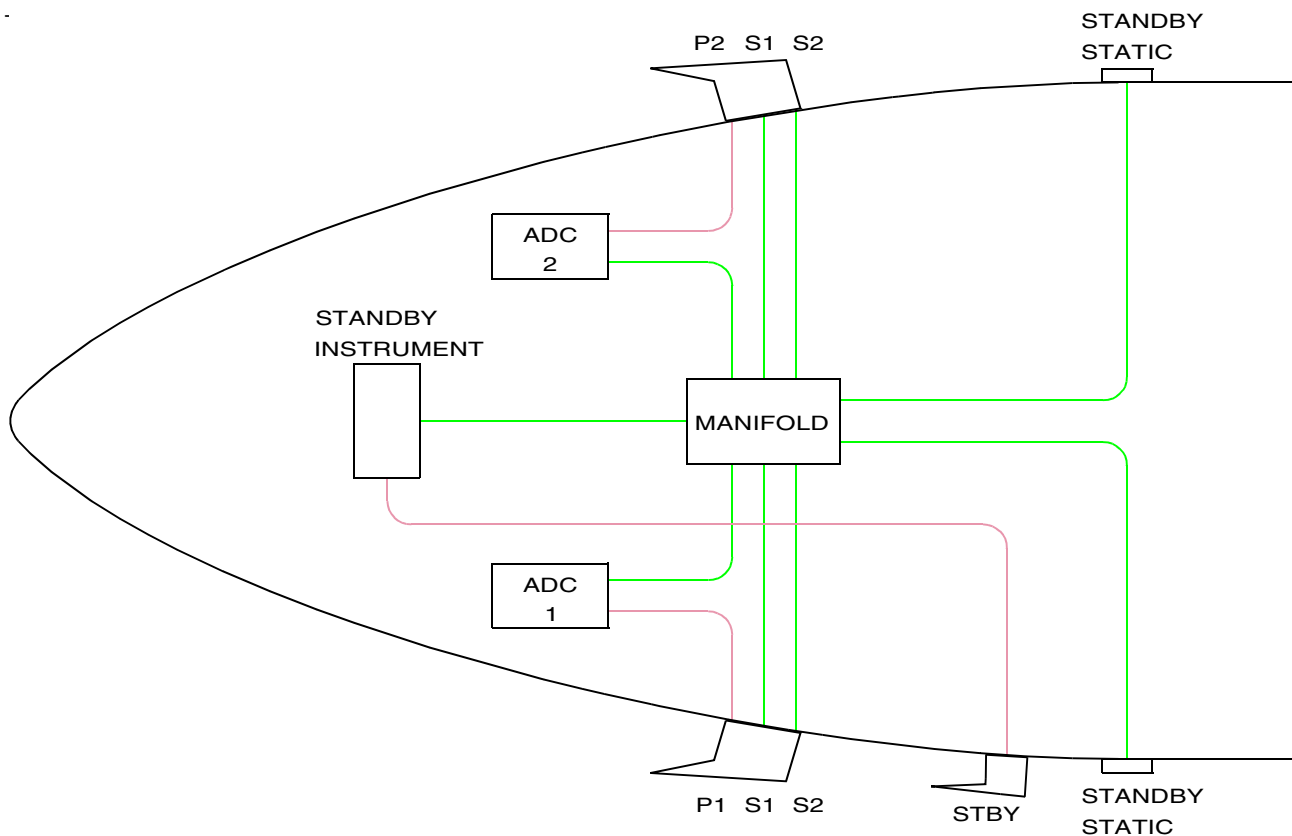 STANDBY
STATIC
P2 S1 S2
ADC
2
STANDBY
INSTRUMENT
MANIFOLD
ADC
1
P1 S1 S2
STBY
STANDBY
STATIC